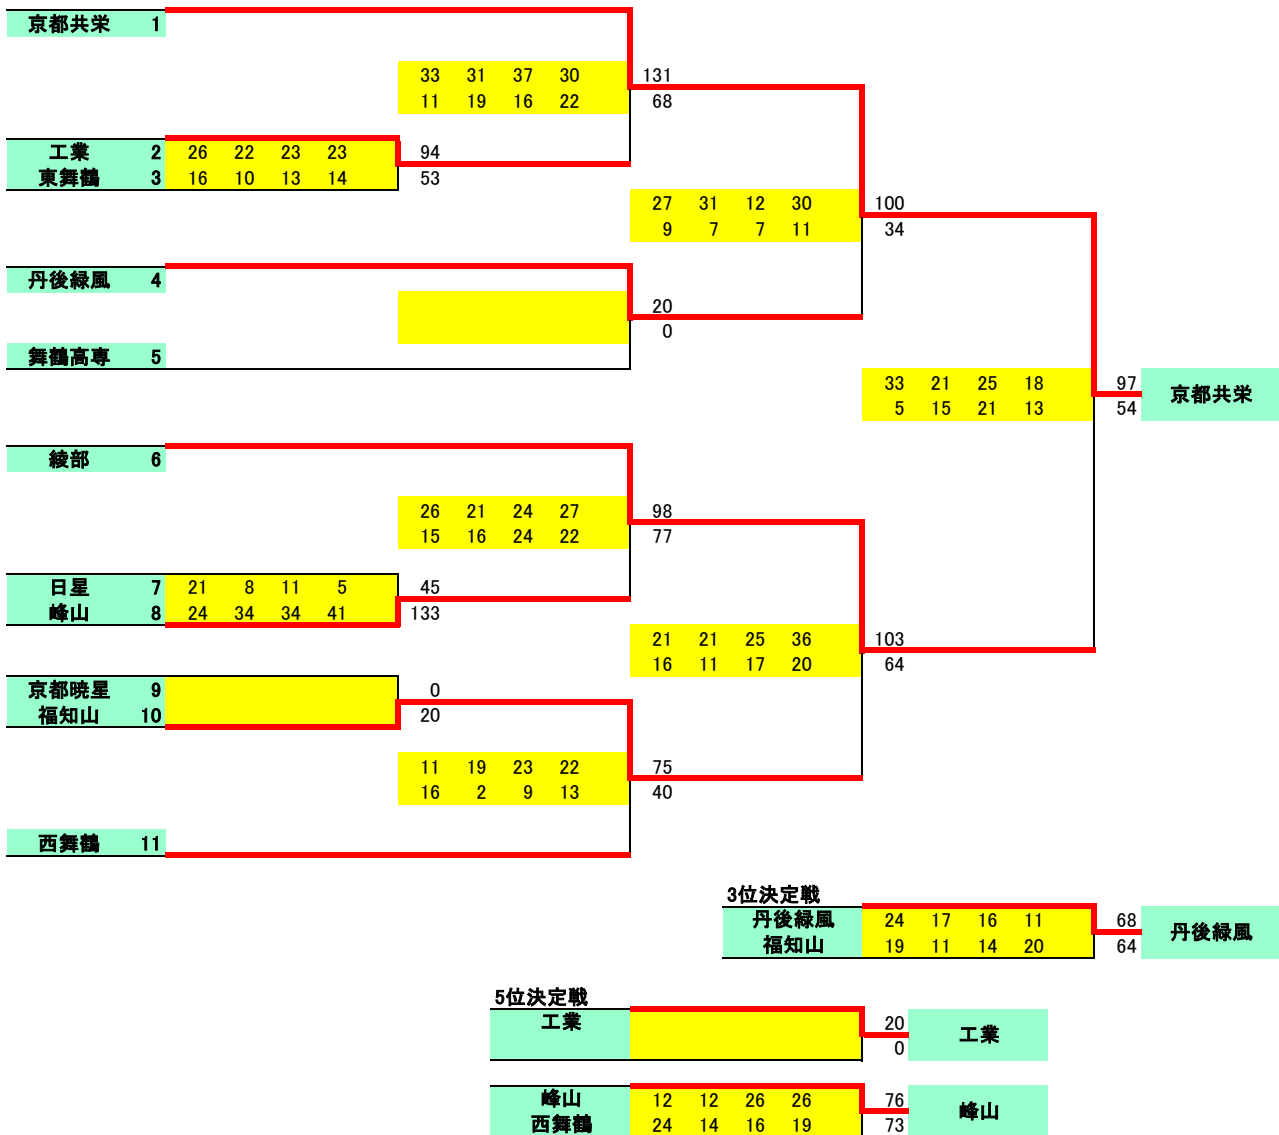 京都共栄 1
33 31 37 30 131
11 19 16 22 68
工業 2 26 22 23 23 94
東舞鶴 3 16 10 13 14 53
27 31 12 30 100
9 7 7 11 34
丹後緑風 4
20
0
舞鶴高専 5
33 21 25 18 97
5 15 21 13 54
京都共栄
綾部 6
26 21 24 27 98
15 16 24 22 77
日星 7 21 8 11 5 45
峰山 8 24 34 34 41 133
21 21 25 36 103
16 11 17 20 64
京都暁星 9 0
福知山 10 20
11 19 23 22 75
16 2 9 13 40
西舞鶴 11
3位決定戦
丹後緑風 24 17 16 11 68
福知山 19 11 14 20 64
丹後緑風
5位決定戦
工業 20
0
工業
峰山 12 12 26 26 76
西舞鶴 24 14 16 19 73
峰山